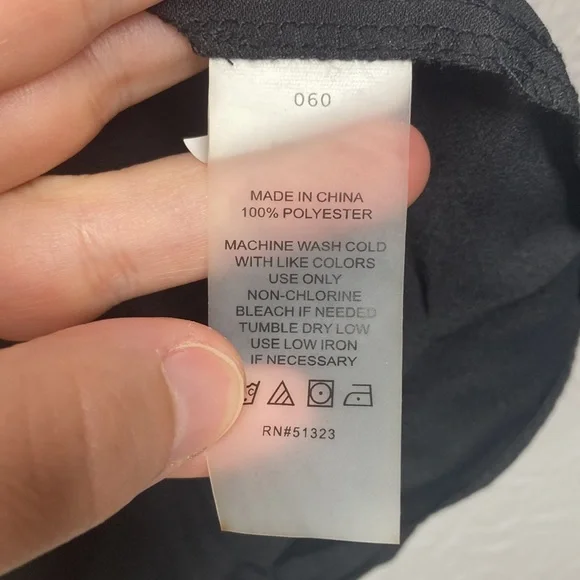 060
MADE IN CHINA
100% POLYESTER
MACHINE WASH COLD
WITH LIKE COLORS
USE ONLY
NON-CHLORINE
BLEACH IF NEEDED
TUMBLE DRY LOW
USE LOW IRON
IF NECESSARY
RN#51323